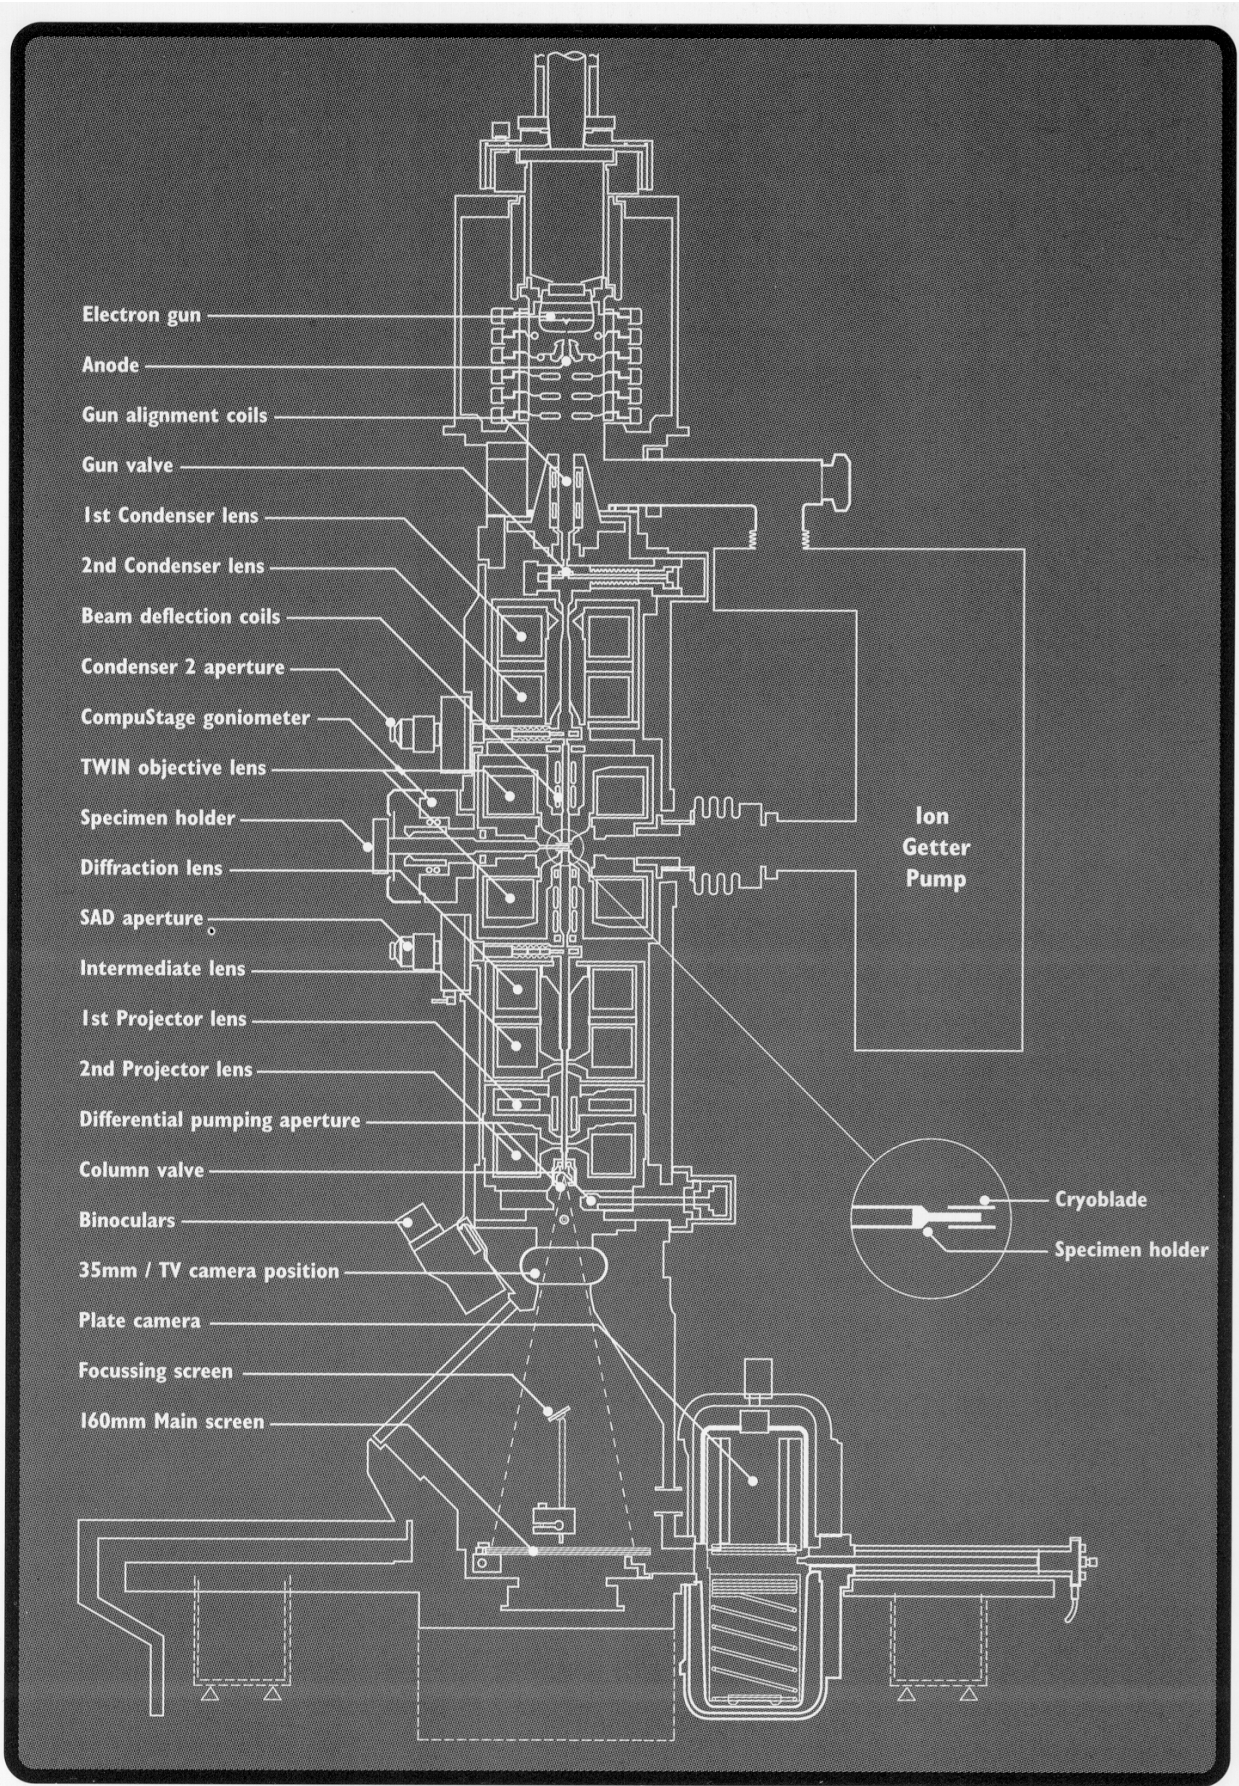 Electron gun
Anode
Gun alignment coils
Gun valve
1st Condenser lens
2nd Condenser lens
Beam deflection coils
Condenser 2 aperture
CompuStage goniometer
TWIN objective lens
Specimen holder
Diffraction lens
SAD aperture
Intermediate lens
1st Projector lens
2nd Projector lens
Differential pumping aperture
Column valve
Binoculars
35mm / TV camera position
Plate camera
Focussing screen
160mm Main screen
Ion
Getter
Pump
Cryoblade
Specimen holder